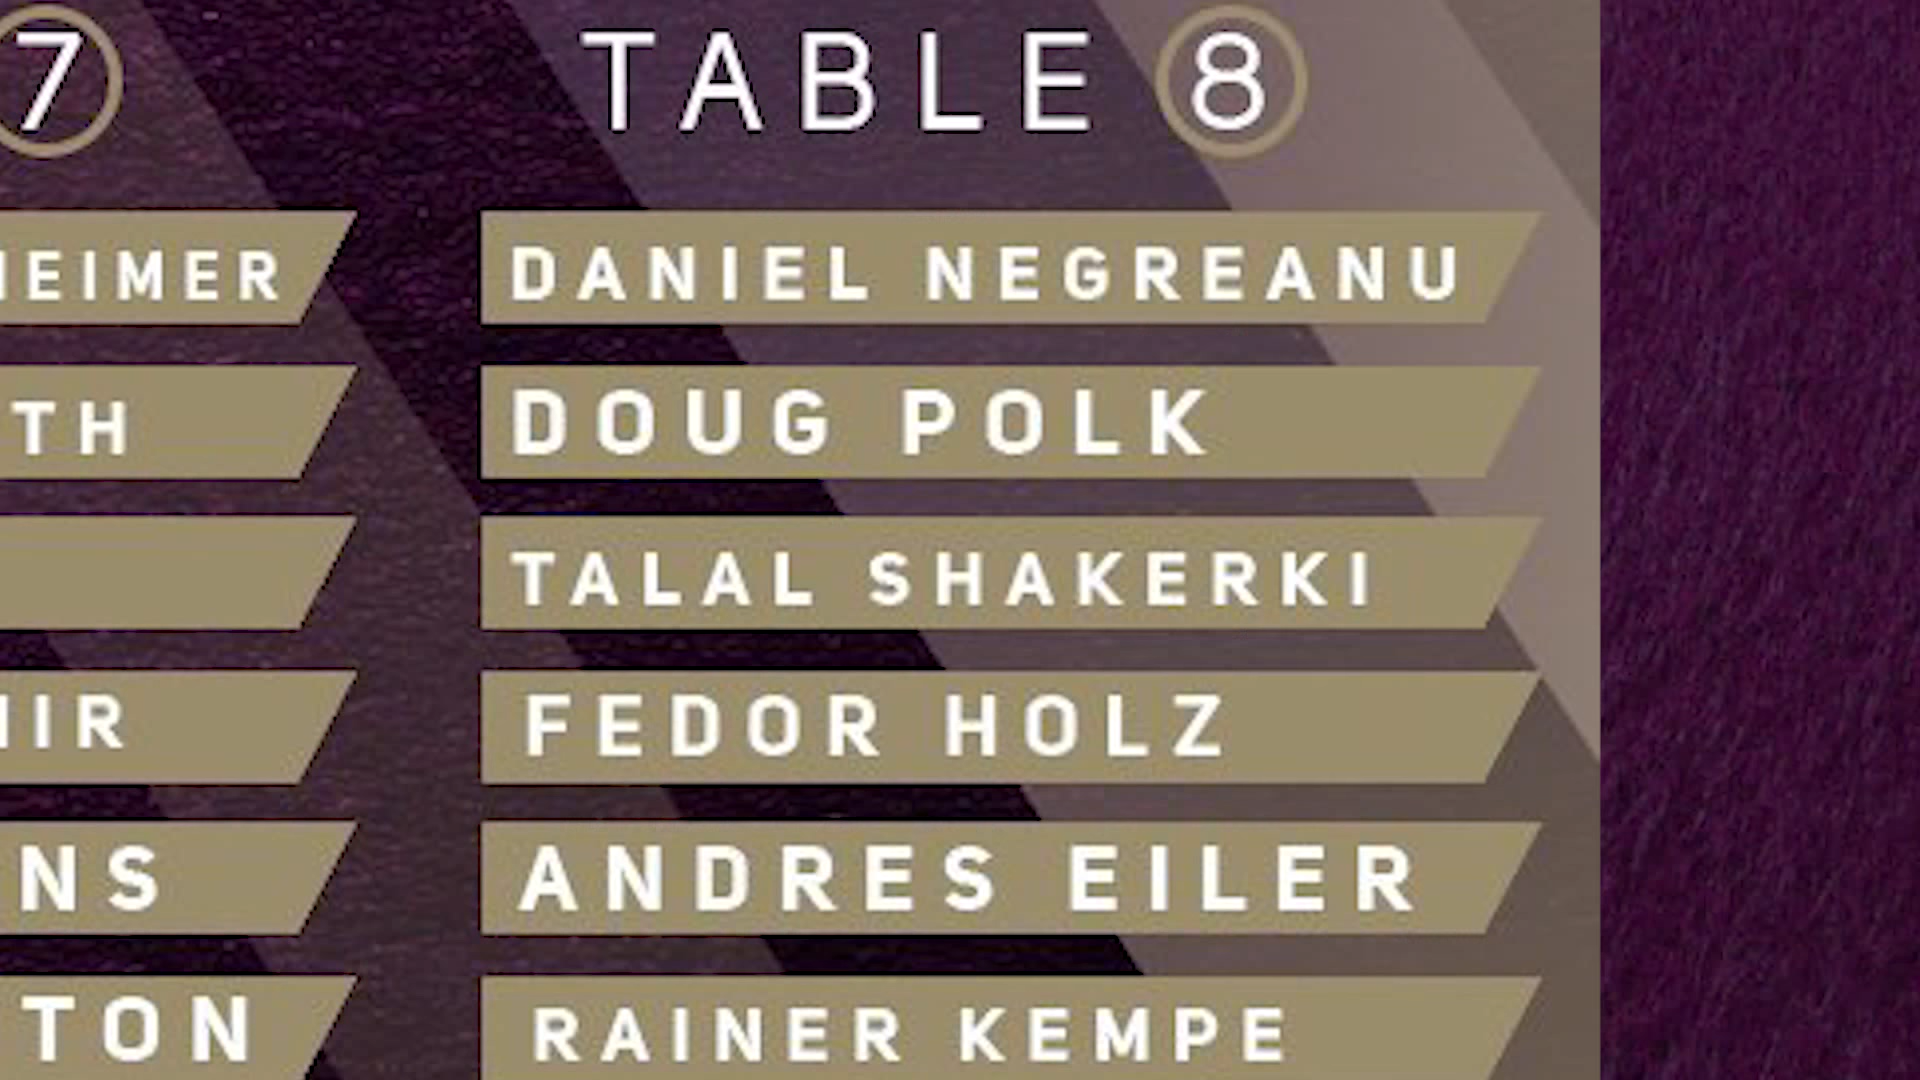 7
EIMER
TH
IR
NS
TON
TABLE 8
DANIEL NEGREANU
DOUG POLK
TALAL SHAKERKI
FEDOR HOLZ
ANDRES EILER
RAINER KEMPE